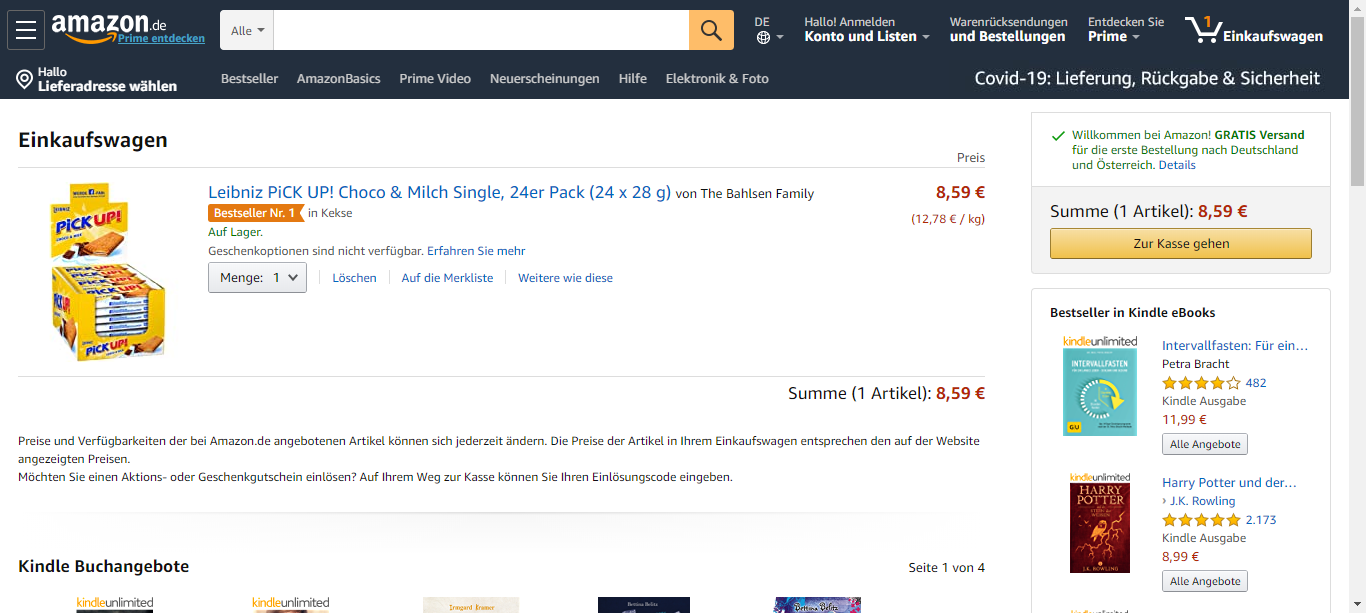 amazon.de
Prime entdecken
Alle
DE
Hallo! Anmelden
Konto und Listen
Warenrücksendungen
und Bestellungen
Entdecken Sie
Prime
1
Einkaufswagen
Hallo
Lieferadresse wählen
Bestseller
AmazonBasics
Prime Video
Neuerscheinungen
Hilfe
Elektronik & Foto
Covid-19: Lieferung, Rückgabe & Sicherheit
Einkaufswagen
Preis
Leibniz PiCK UP! Choco & Milch Single, 24er Pack (24 x 28 g) von The Bahlsen Family
8,59 €
Bestseller Nr. 1 in Kekse
(12,78 € / kg)
Auf Lager.
Geschenkoptionen sind nicht verfügbar. Erfahren Sie mehr
Menge: 1
Löschen
Auf die Merkliste
Weitere wie diese
PiCK UP!
PiCK UP!
Summe (1 Artikel): 8,59 €
Preise und Verfügbarkeiten der bei Amazon.de angebotenen Artikel können sich jederzeit ändern. Die Preise der Artikel in Ihrem Einkaufswagen entsprechen den auf der Website
angezeigten Preisen.
Möchten Sie einen Aktions- oder Geschenkgutschein einlösen? Auf Ihrem Weg zur Kasse können Sie Ihren Einlösungscode eingeben.
Kindle Buchangebote
Seite 1 von 4
kindleunlimited
kindleunlimited
Irmgard Kramer
Bettina Belitz
Bettina Belitz
Willkommen bei Amazon! GRATIS Versand
für die erste Bestellung nach Deutschland
und Österreich. Details
Summe (1 Artikel): 8,59 €
Zur Kasse gehen
Bestseller in Kindle eBooks
kindleunlimited
INTERVALLFASTEN
GU
Intervallfasten: Für ein...
Petra Bracht
482
Kindle Ausgabe
11,99 €
Alle Angebote
kindleunlimited
HARRY
POTTER
J.K. ROWLING
Harry Potter und der...
› J.K. Rowling
2.173
Kindle Ausgabe
8,99 €
Alle Angebote